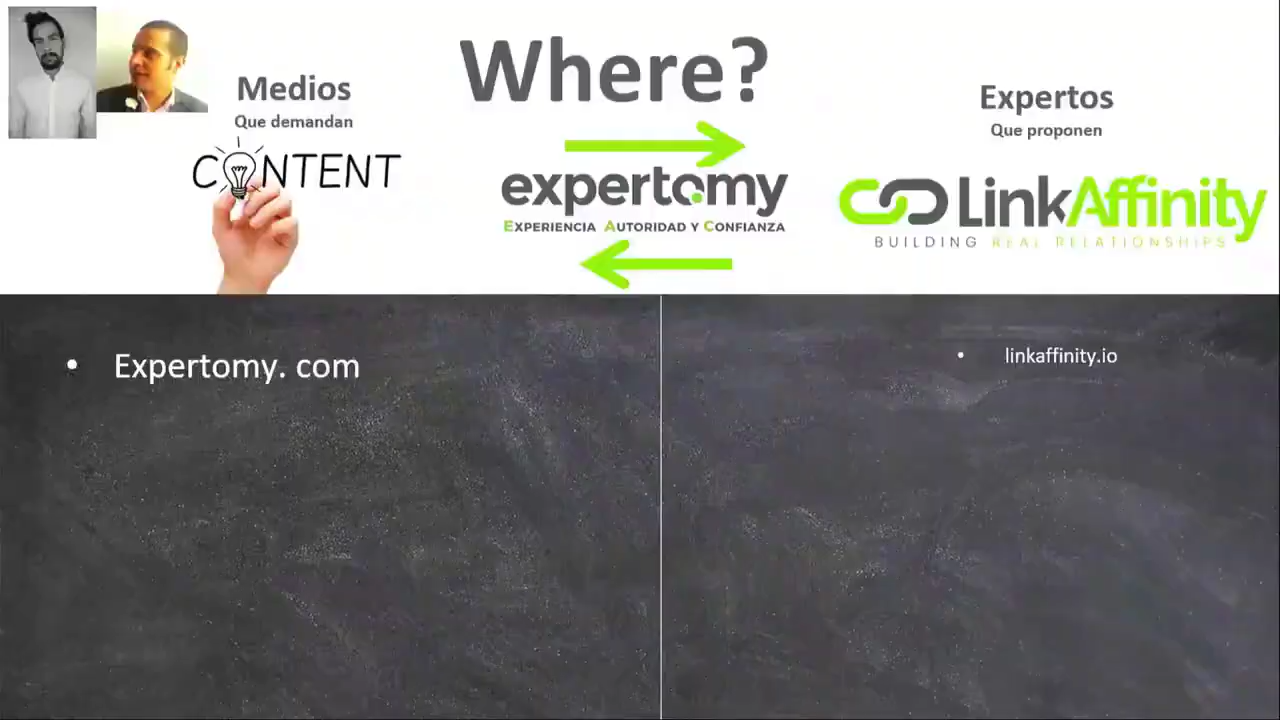 Where?
Medios
Que demandan
CONTENT
expertomy
EXPERIENCIA AUTORIDAD Y CONFIANZA
Expertos
Que proponen
LinkAffinity
BUILDING REAL RELATIONSHIPS
• Expertomy. com
• linkaffinity.io